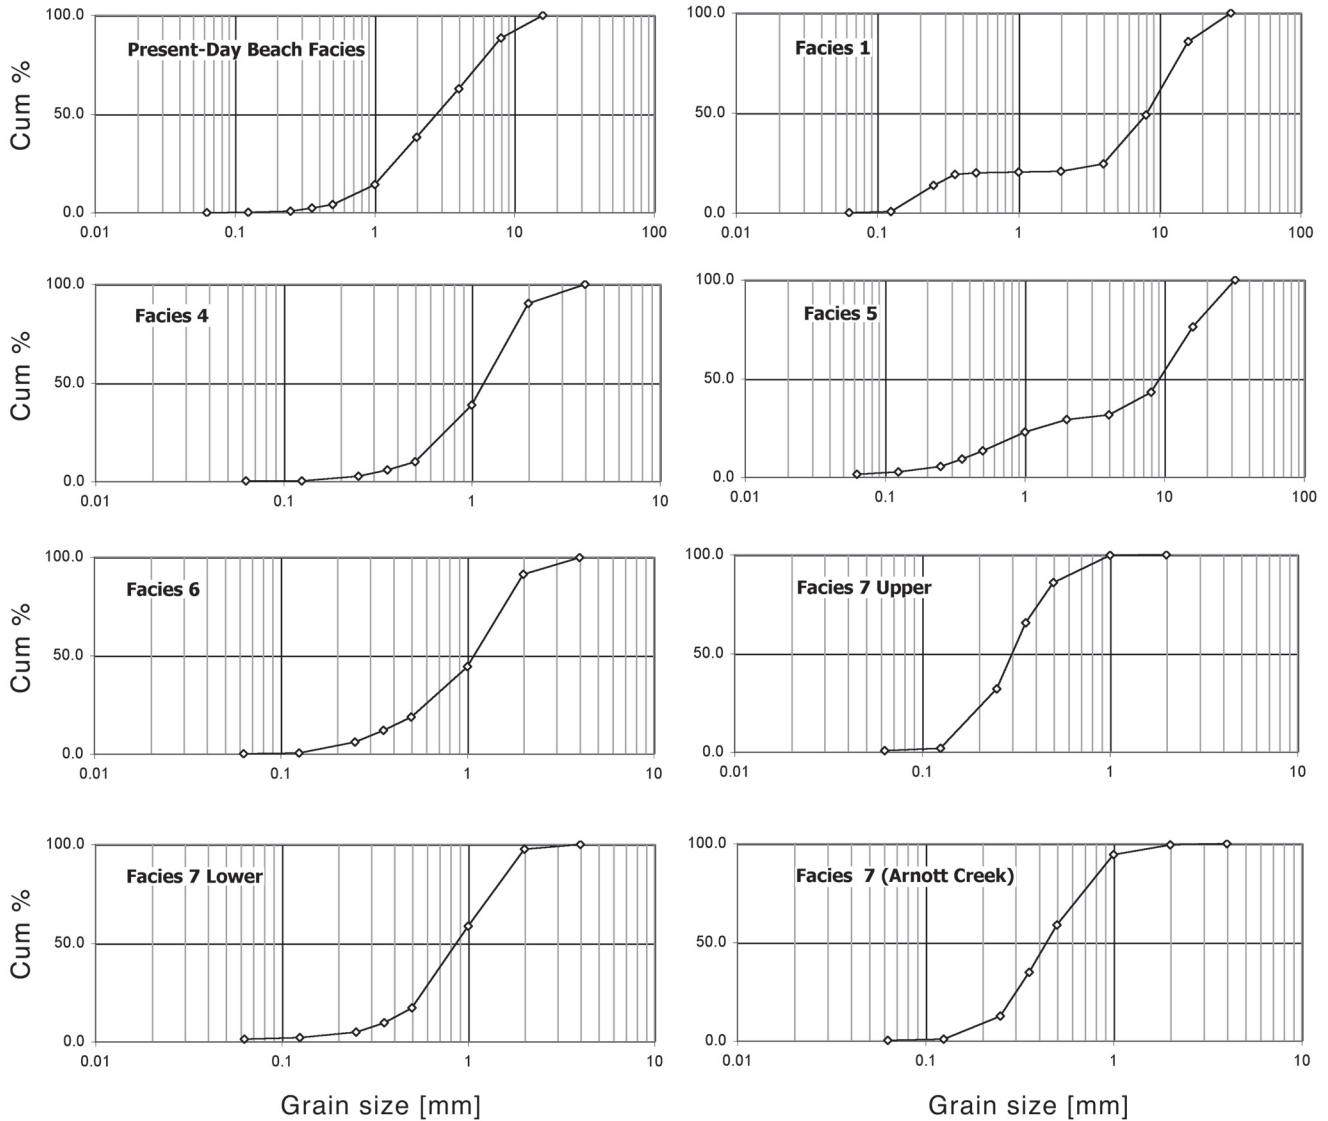 Present-Day Beach Facies
Cum %
100.0
50.0
0.0
0.01 0.1 1 10 100
Facies 1
100.0
50.0
0.0
0.01 0.1 1 10 100
Facies 4
Cum %
100.0
50.0
0.0
0.01 0.1 1 10
Facies 5
100.0
50.0
0.0
0.01 0.1 1 10 100
Facies 6
Cum %
100.0
50.0
0.0
0.01 0.1 1 10
Facies 7 Upper
100.0
50.0
0.0
0.01 0.1 1 10
Facies 7 Lower
Cum %
100.0
50.0
0.0
0.01 0.1 1 10
Grain size [mm]
Facies 7 (Arnott Creek)
100.0
50.0
0.0
0.01 0.1 1 10
Grain size [mm]